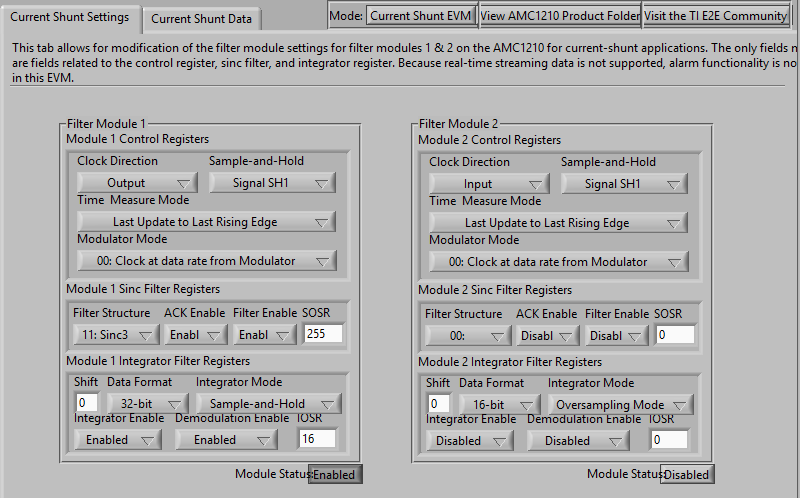 Current Shunt Settings
Current Shunt Data
Mode: Current Shunt EVM
View AMC1210 Product Folder
Visit the TI E2E Community
This tab allows for modification of the filter module settings for filter modules 1 & 2 on the AMC1210 for current-shunt applications. The only fields
are fields related to the control register, sinc filter, and integrator register. Because real-time streaming data is not supported, alarm functionality is
in this EVM.
Filter Module 1
Module 1 Control Registers
Clock Direction Sample-and-Hold
Output Signal SH1
Time Measure Mode
Last Update to Last Rising Edge
Modulator Mode
00: Clock at data rate from Modulator
Module 1 Sinc Filter Registers
Filter Structure ACK Enable Filter Enable SOSR
11: Sinc3 Enabl Enabl 255
Module 1 Integrator Filter Registers
Shift Data Format Integrator Mode
0 32-bit Sample-and-Hold
Integrator Enable Demodulation Enable IOSR
Enabled Enabled 16
Module Status: Enabled
Filter Module 2
Module 2 Control Registers
Clock Direction Sample-and-Hold
Input Signal SH1
Time Measure Mode
Last Update to Last Rising Edge
Modulator Mode
00: Clock at data rate from Modulator
Module 2 Sinc Filter Registers
Filter Structure ACK Enable Filter Enable SOSR
00: Disabl Disabl 0
Module 2 Integrator Filter Registers
Shift Data Format Integrator Mode
0 16-bit Oversampling Mode
Integrator Enable Demodulation Enable IOSR
Disabled Disabled 0
Module Status: Disabled